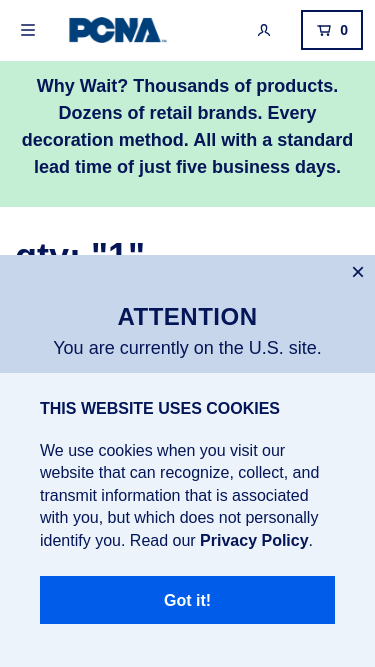 PCNA
0
Why Wait? Thousands of products.
Dozens of retail brands. Every
decoration method. All with a standard
lead time of just five business days.
qty: "1"
×
ATTENTION
You are currently on the U.S. site.
THIS WEBSITE USES COOKIES
We use cookies when you visit our
website that can recognize, collect, and
transmit information that is associated
with you, but which does not personally
identify you. Read our Privacy Policy.
Got it!